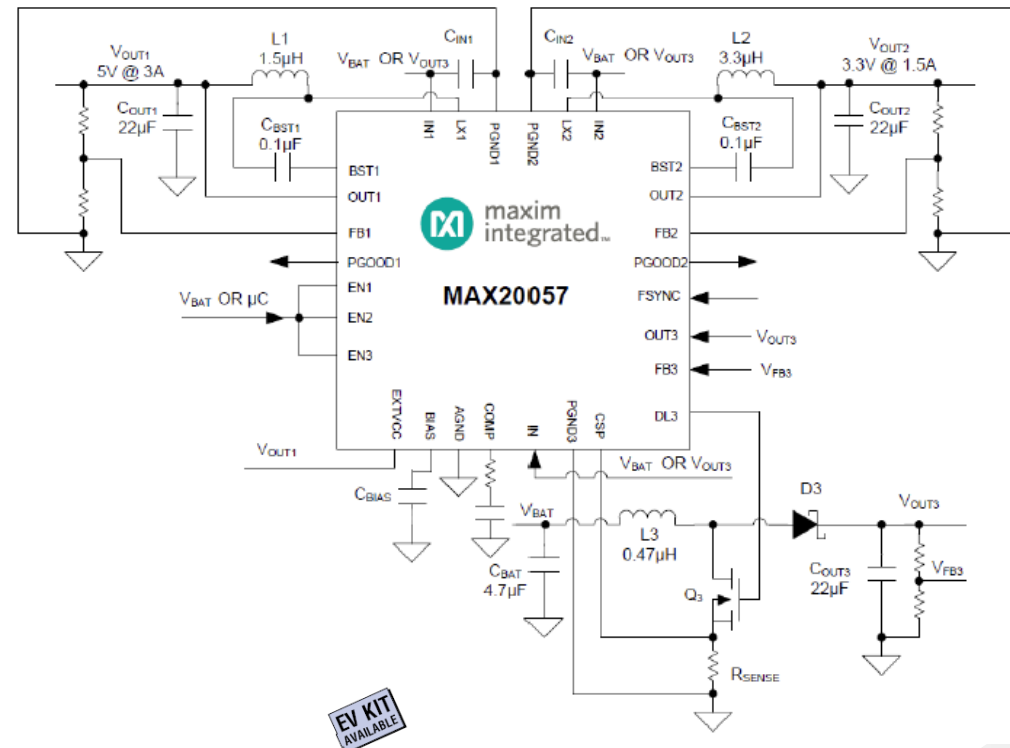 L1
1.5µH
CIN1
CIN2
L2
3.3µH
VOUT1
5V @ 3A
VBAT OR VOUT3
VBAT OR VOUT3
VOUT2
3.3V @ 1.5A
COUT1
22µF
CBST1
0.1µF
CBST2
0.1µF
COUT2
22µF
IN1
LX1
PGND1
PGND2
LX2
IN2
BST1
OUT1
FB1
PGOOD1
EN1
EN2
EN3
maxim
integrated™
MAX20057
BST2
OUT2
FB2
PGOOD2
FSYNC
OUT3
FB3
DL3
VBAT OR µC
VOUT3
VFB3
EXTVCC
BIAS
AGND
COMP
IN
PGND3
CSP
VOUT1
CBIAS
VBAT OR VOUT3
VBAT
L3
0.47µH
D3
VOUT3
CBAT
4.7µF
Q3
COUT3
22µF
VFB3
RSENSE
EV KIT
AVAILABLE